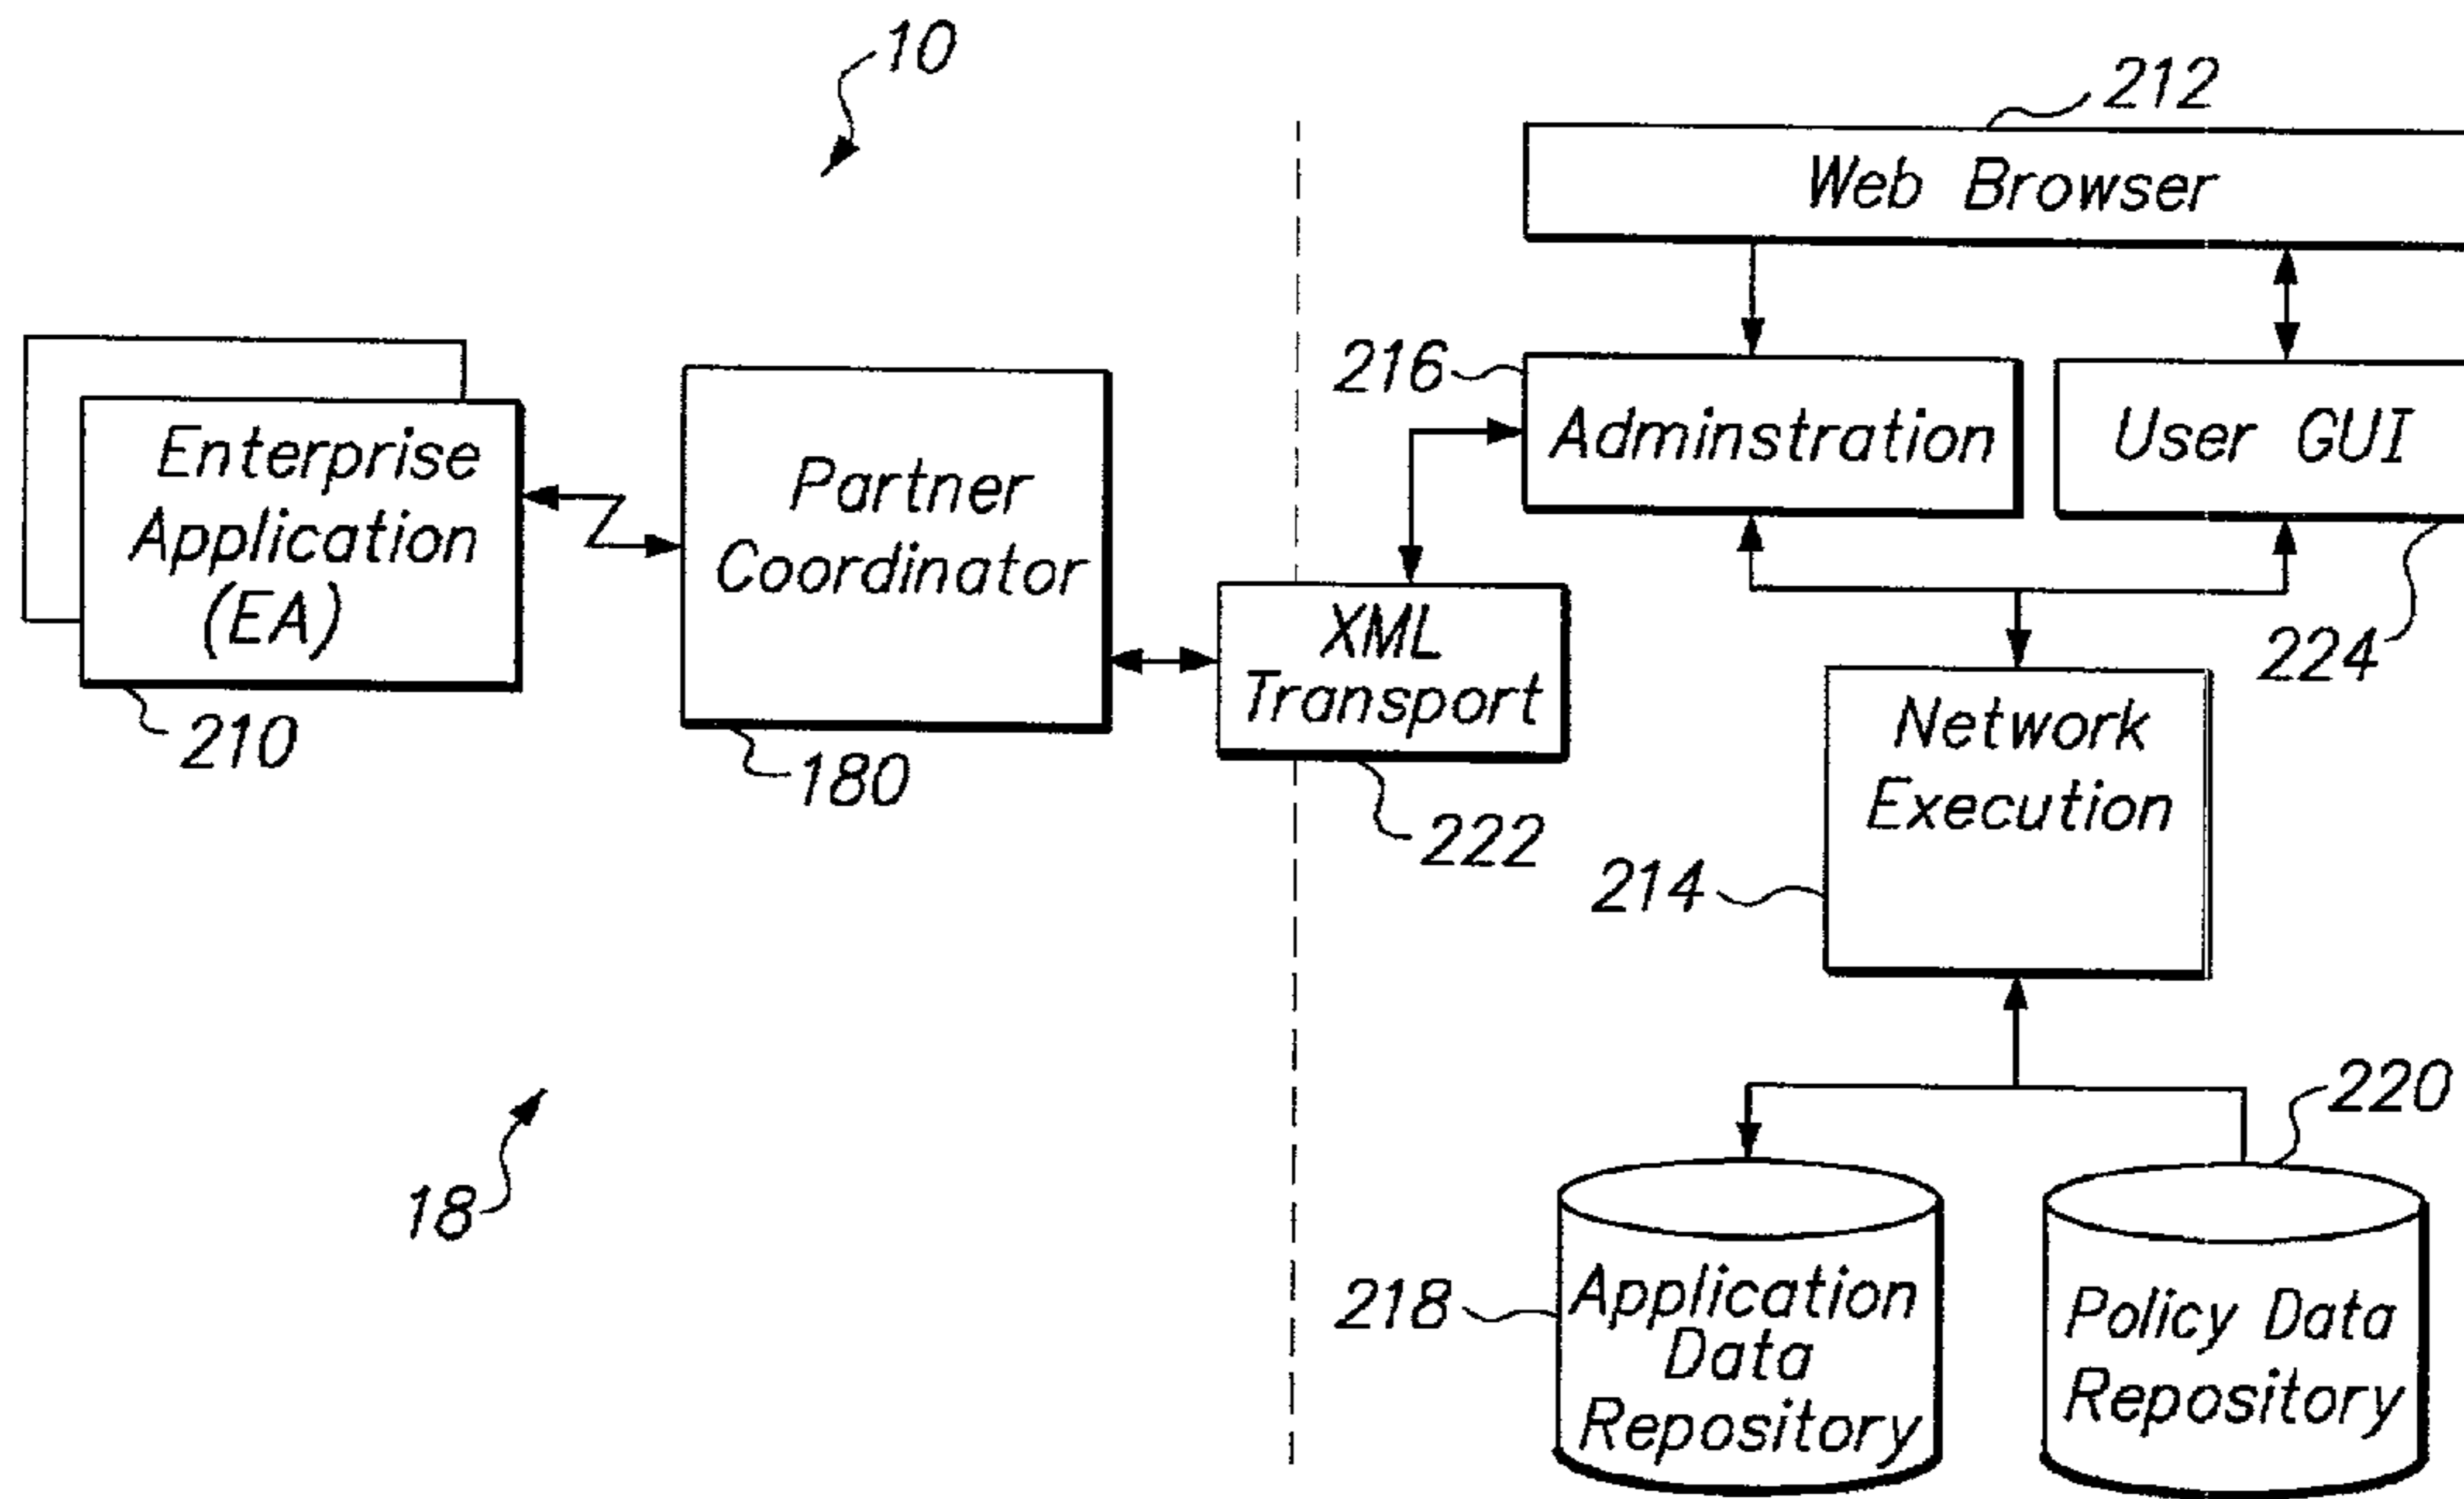 10
212
Web Browser
216
Adminstration
User GUI
224
Enterprise
Application
(EA)
210
Partner
Coordinator
180
XML
Transport
222
Network
Execution
214
220
18
218
Application
Data
Repository
Policy Data
Repository